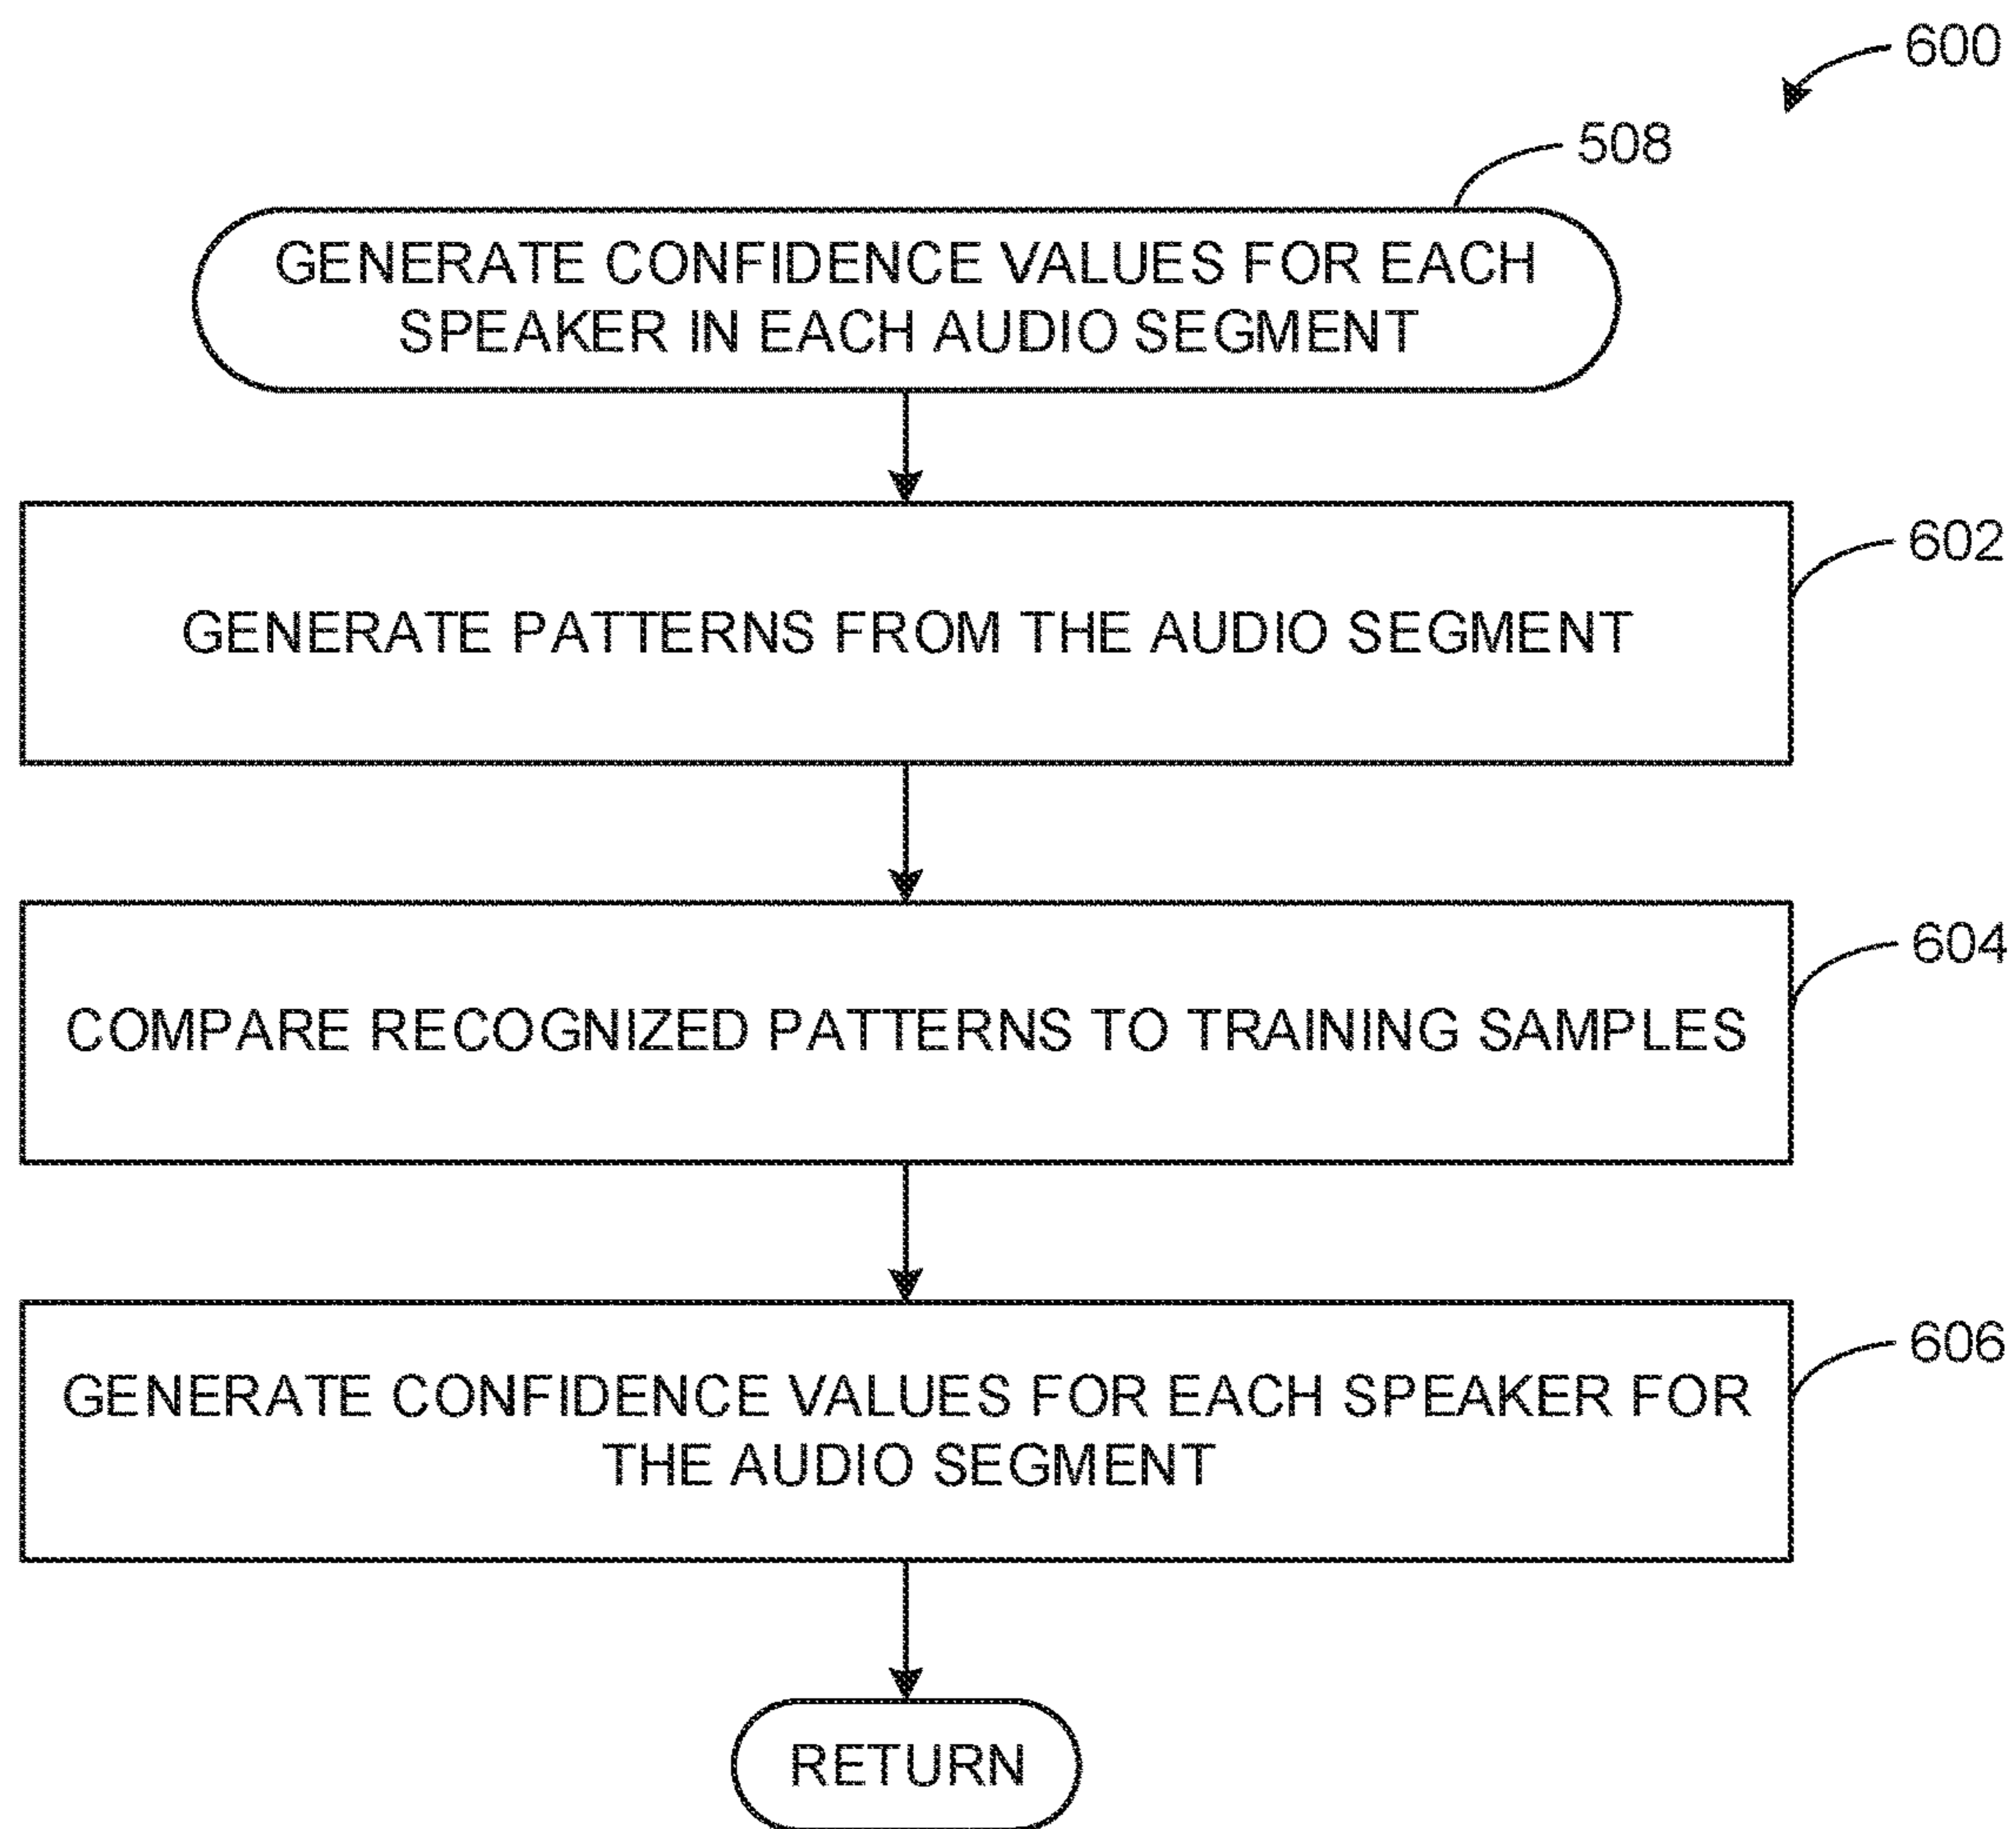 600
508
GENERATE CONFIDENCE VALUES FOR EACH
SPEAKER IN EACH AUDIO SEGMENT
602
GENERATE PATTERNS FROM THE AUDIO SEGMENT
604
COMPARE RECOGNIZED PATTERNS TO TRAINING SAMPLES
606
GENERATE CONFIDENCE VALUES FOR EACH SPEAKER FOR
THE AUDIO SEGMENT
RETURN